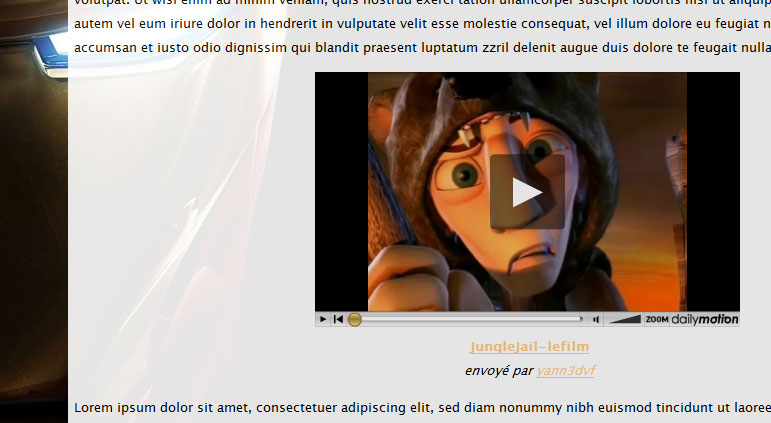 volutpat. Ut wisi enim ad minim veniam, quis nostrud exerci tation ullamcorper suscipit lobortis nisl ut aliquip
autem vel eum iriure dolor in hendrerit in vulputate velit esse molestie consequat, vel illum dolore eu feugiat n
accumsan et iusto odio dignissim qui blandit praesent luptatum zzril delenit augue duis dolore te feugait nulla
ZOOM dailymotion
JungleJail-lefilm
envoyé par yann3dvf
Lorem ipsum dolor sit amet, consectetuer adipiscing elit, sed diam nonummy nibh euismod tincidunt ut laoree